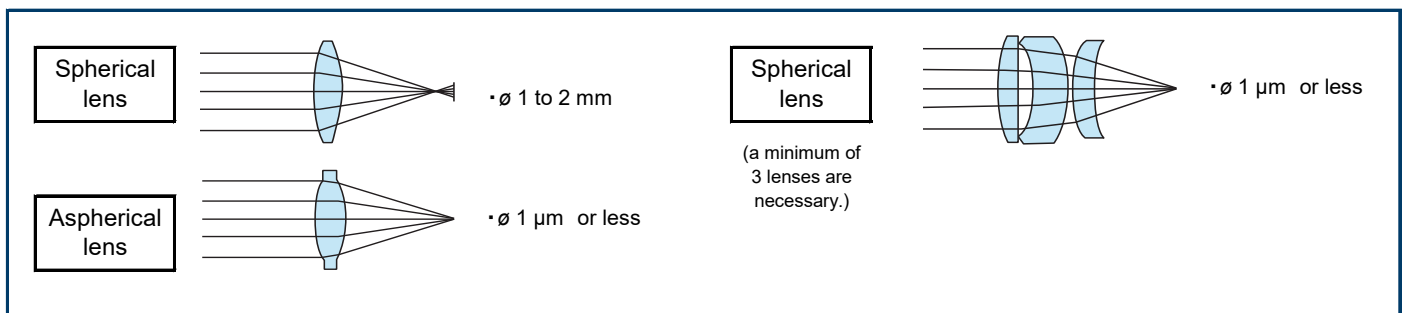 Spherical
lens
・ø 1 to 2 mm
Aspherical
lens
・ø 1 µm or less
Spherical
lens
(a minimum of
3 lenses are
necessary.)
・ø 1 µm or less